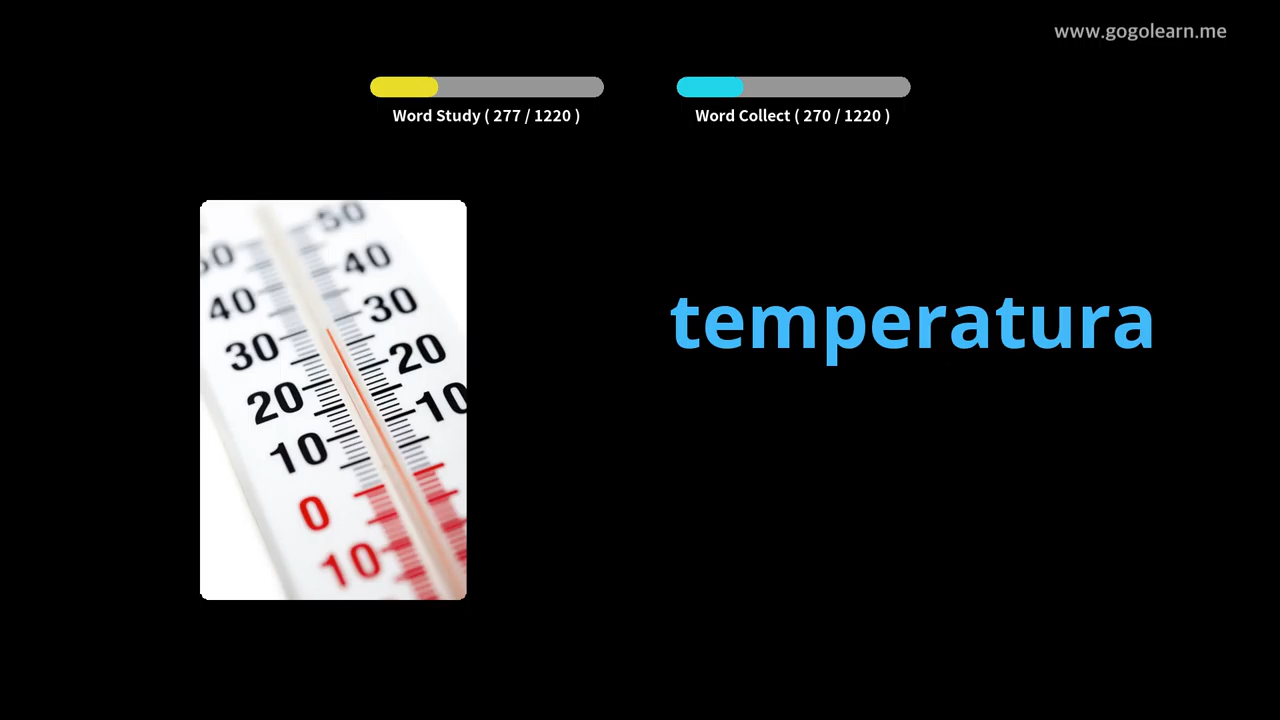 www.gogolearn.me
Word Study ( 277 / 1220 )
Word Collect ( 270 / 1220 )
50
40 40
30 30
20 20
10 10
0
10
temperatura